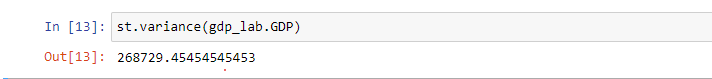 In [13]: st.variance(gdp_lab.GDP)
Out[13]: 268729.45454545453